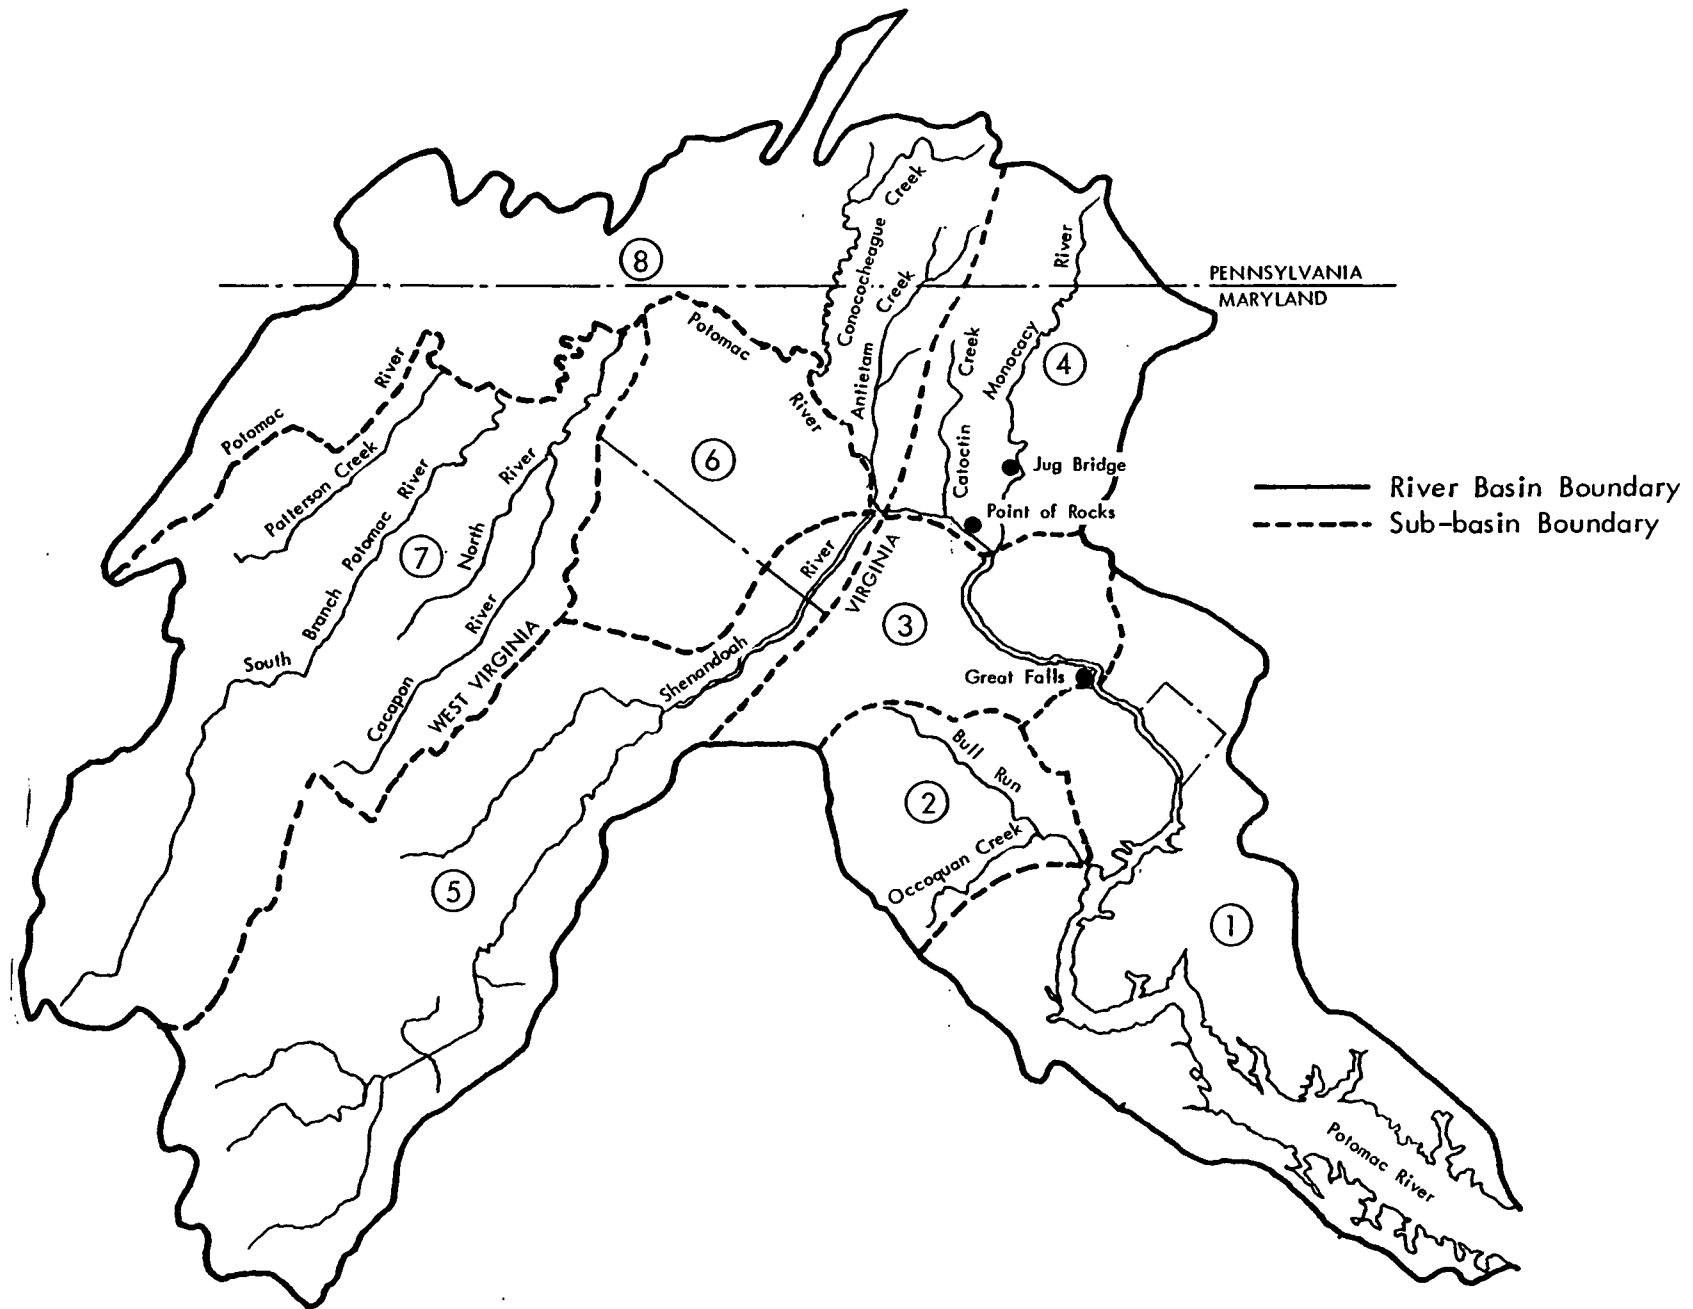 PENNSYLVANIA
MARYLAND
River Basin Boundary
Sub-basin Boundary
8
Conococheague Creek
Antietam Creek
Monocacy River
4
Catoctin Creek
Jug Bridge
Point of Rocks
Potomac River
Potomac River
Patterson Creek
South Branch Potomac River
7
North River
Cacapon River
WEST VIRGINIA
6
Shenandoah River
VIRGINIA
3
Great Falls
Bull Run
2
Occoquan Creek
5
1
Potomac River